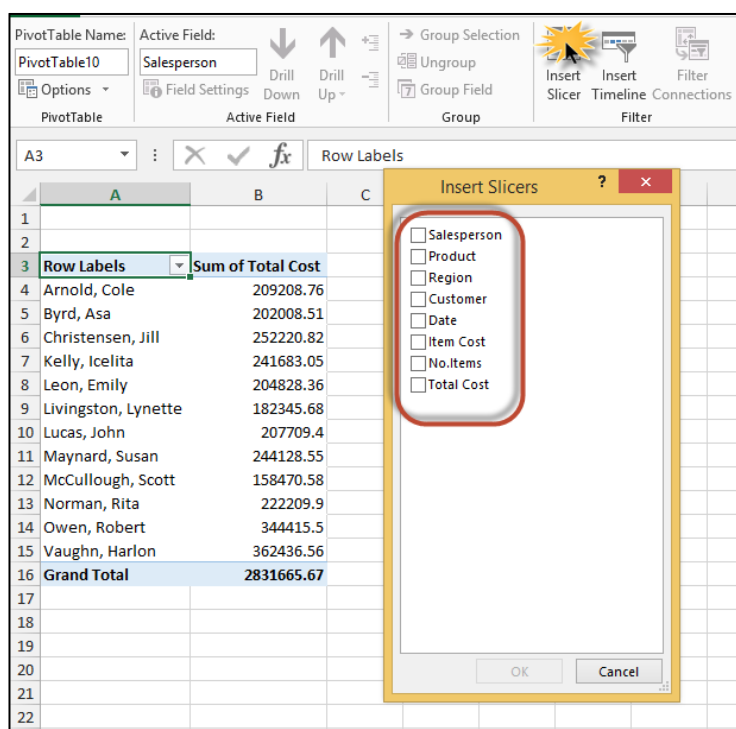 PivotTable Name: Active Field:
PivotTable10 Salesperson
Options Field Settings
Drill Down Drill Up
Group Selection
Ungroup
Group Field
Insert Slicer Insert Timeline Filter Connections
PivotTable Active Field Group Filter
A3 fx Row Labels
A B C
Insert Slicers ? ×
1
2
3 Row Labels Sum of Total Cost
4 Arnold, Cole 209208.76
5 Byrd, Asa 202008.51
6 Christensen, Jill 252220.82
7 Kelly, Icelita 241683.05
8 Leon, Emily 204828.36
9 Livingston, Lynette 182345.68
10 Lucas, John 207709.4
11 Maynard, Susan 244128.55
12 McCullough, Scott 158470.58
13 Norman, Rita 222209.9
14 Owen, Robert 344415.5
15 Vaughn, Harlon 362436.56
16 Grand Total 2831665.67
17
18
19
20
21
22
Salesperson
Product
Region
Customer
Date
Item Cost
No.Items
Total Cost
OK Cancel